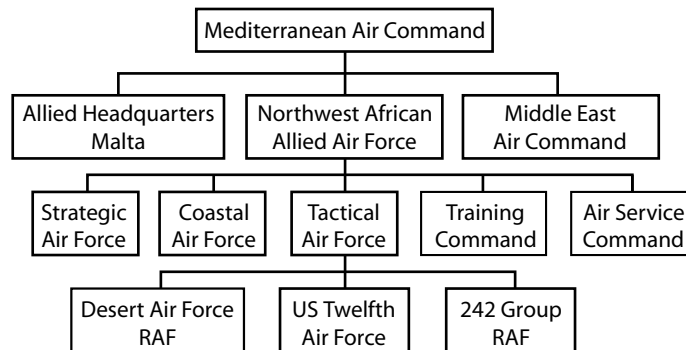 Mediterranean Air Command
Allied Headquarters
Malta
Northwest African
Allied Air Force
Middle East
Air Command
Strategic
Air Force
Coastal
Air Force
Tactical
Air Force
Training
Command
Air Service
Command
Desert Air Force
RAF
US Twelfth
Air Force
242 Group
RAF